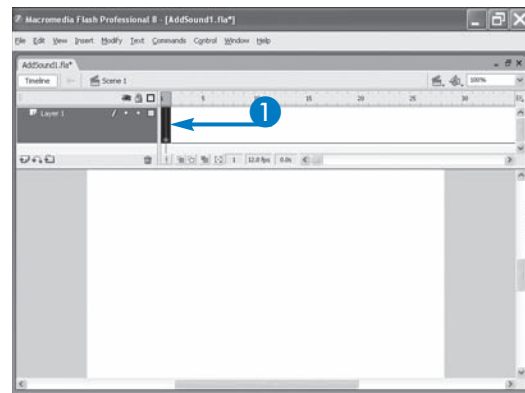 Macromedia Flash Professional 8 - [AddSound1.fla*]
File Edit View Insert Modify Text Commands Control Window Help
AddSound1.fla*
Timeline Scene 1 100%
1 5 10 15 20 25 30
Layer 1
1
1 12.0 fps 0.0s